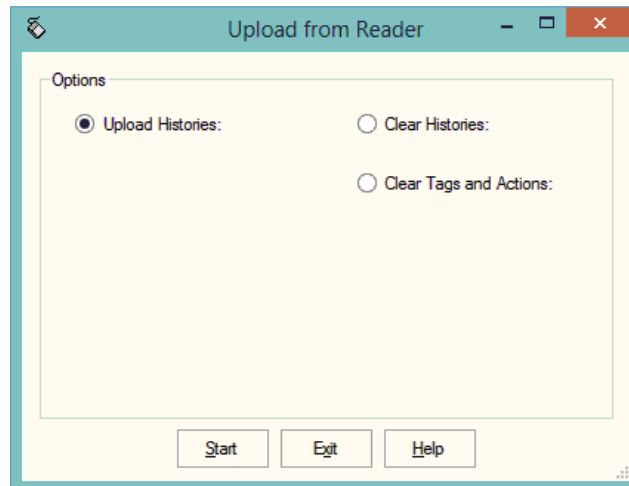 Upload from Reader
Options
Upload Histories: Clear Histories:
Clear Tags and Actions:
Start Exit Help